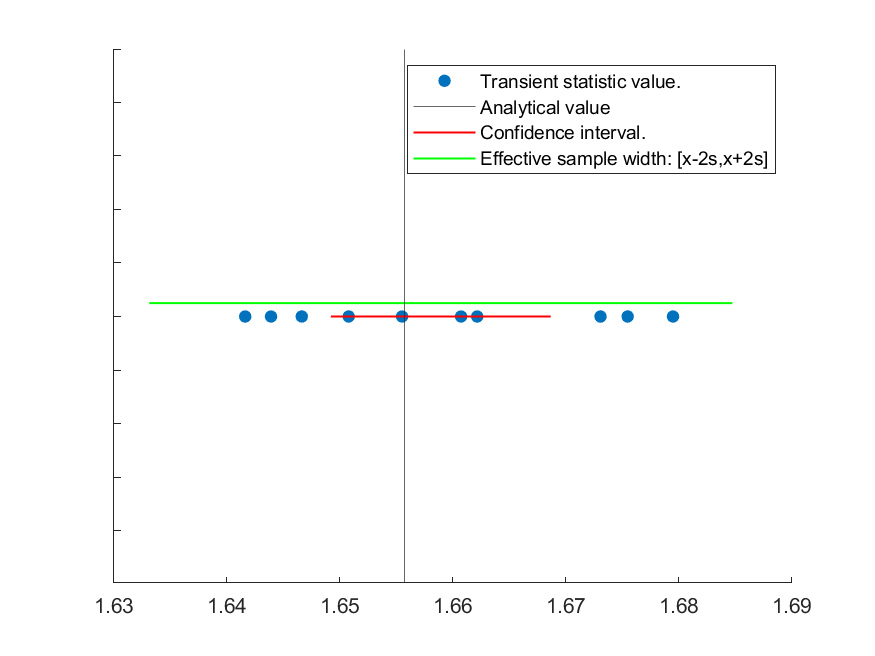 Transient statistic value.
Analytical value
Confidence interval.
Effective sample width: [x-2s,x+2s]
1.63 1.64 1.65 1.66 1.67 1.68 1.69